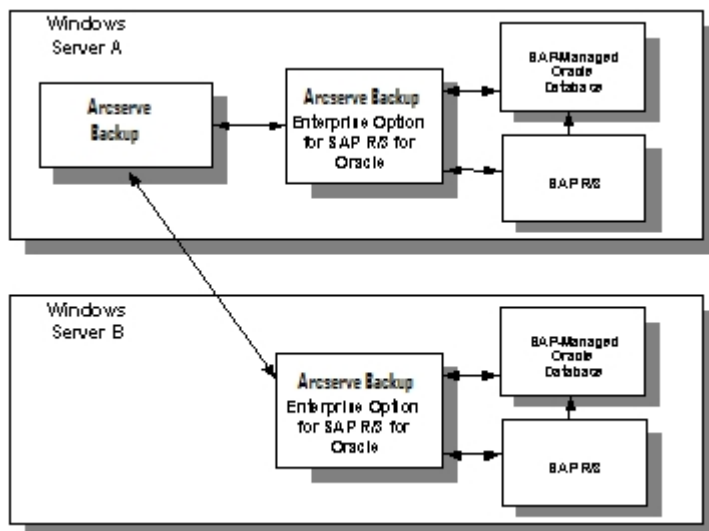 Windows
Server A
Arcserve
Backup
Arcserve Backup
Enterprise Option
for SAP R/3 for
Oracle
SAP-Managed
Oracle
Database
SAP R/3
Windows
Server B
Arcserve Backup
Enterprise Option
for SAP R/3 for
Oracle
SAP-Managed
Oracle
Database
SAP R/3